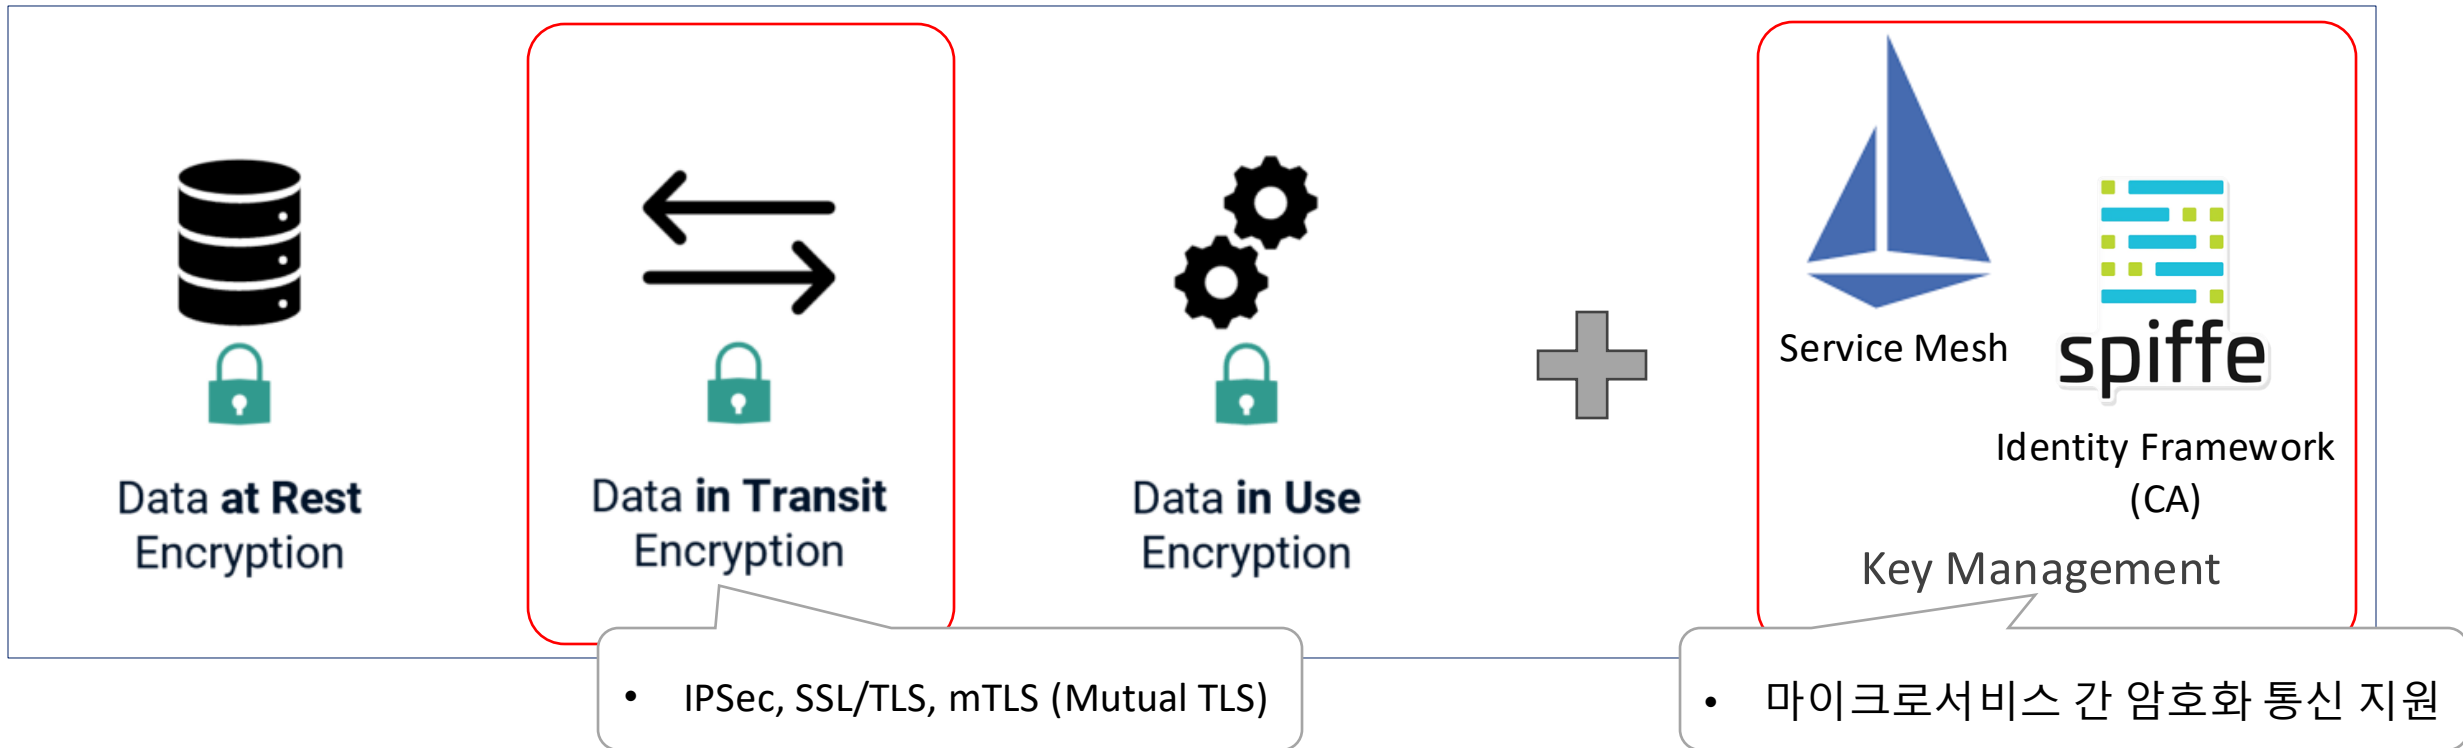 Data at Rest
Encryption
Data in Transit
Encryption
Data in Use
Encryption
Service Mesh
spiffe
Identity Framework
(CA)
Key Management
• IPSec, SSL/TLS, mTLS (Mutual TLS)
• 마이크로서비스 간 암호화 통신 지원